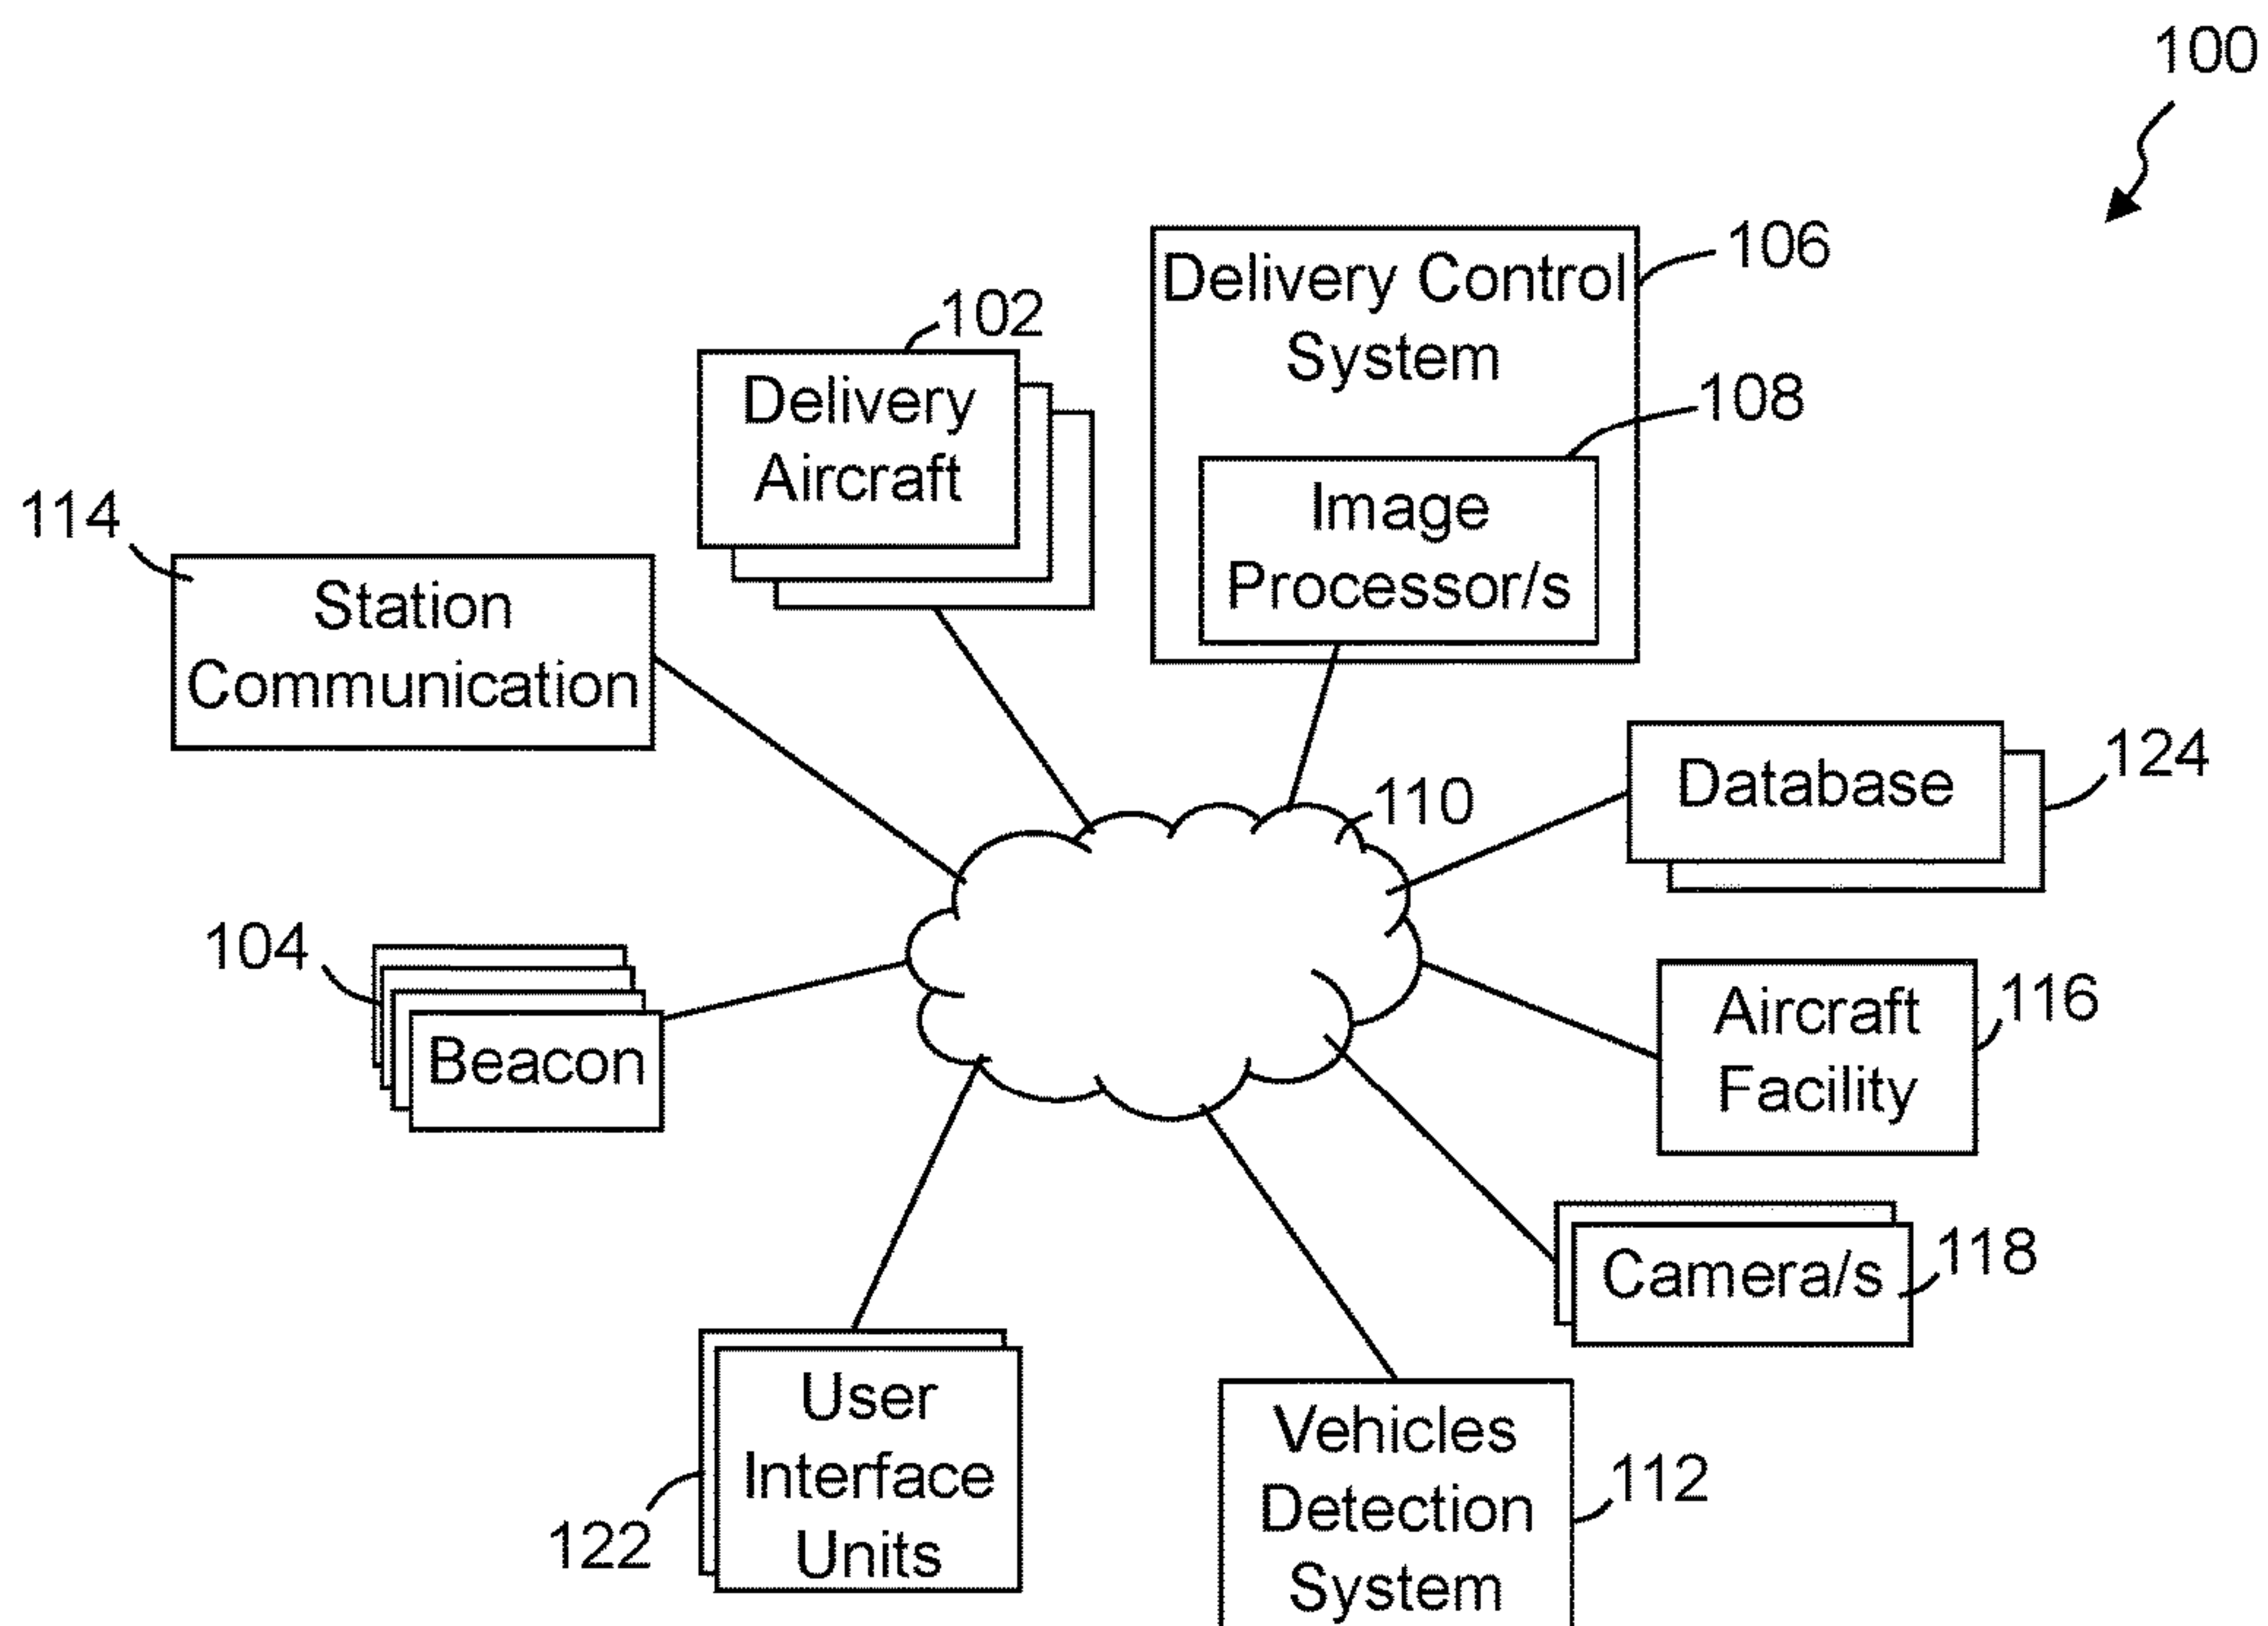 100
106
Delivery Control
System
102
Delivery
Aircraft
108
Image
Processor/s
114
Station
Communication
110
Database
124
104
Beacon
Aircraft
Facility
116
Camera/s
118
User
Interface
Units
122
Vehicles
Detection
System
112